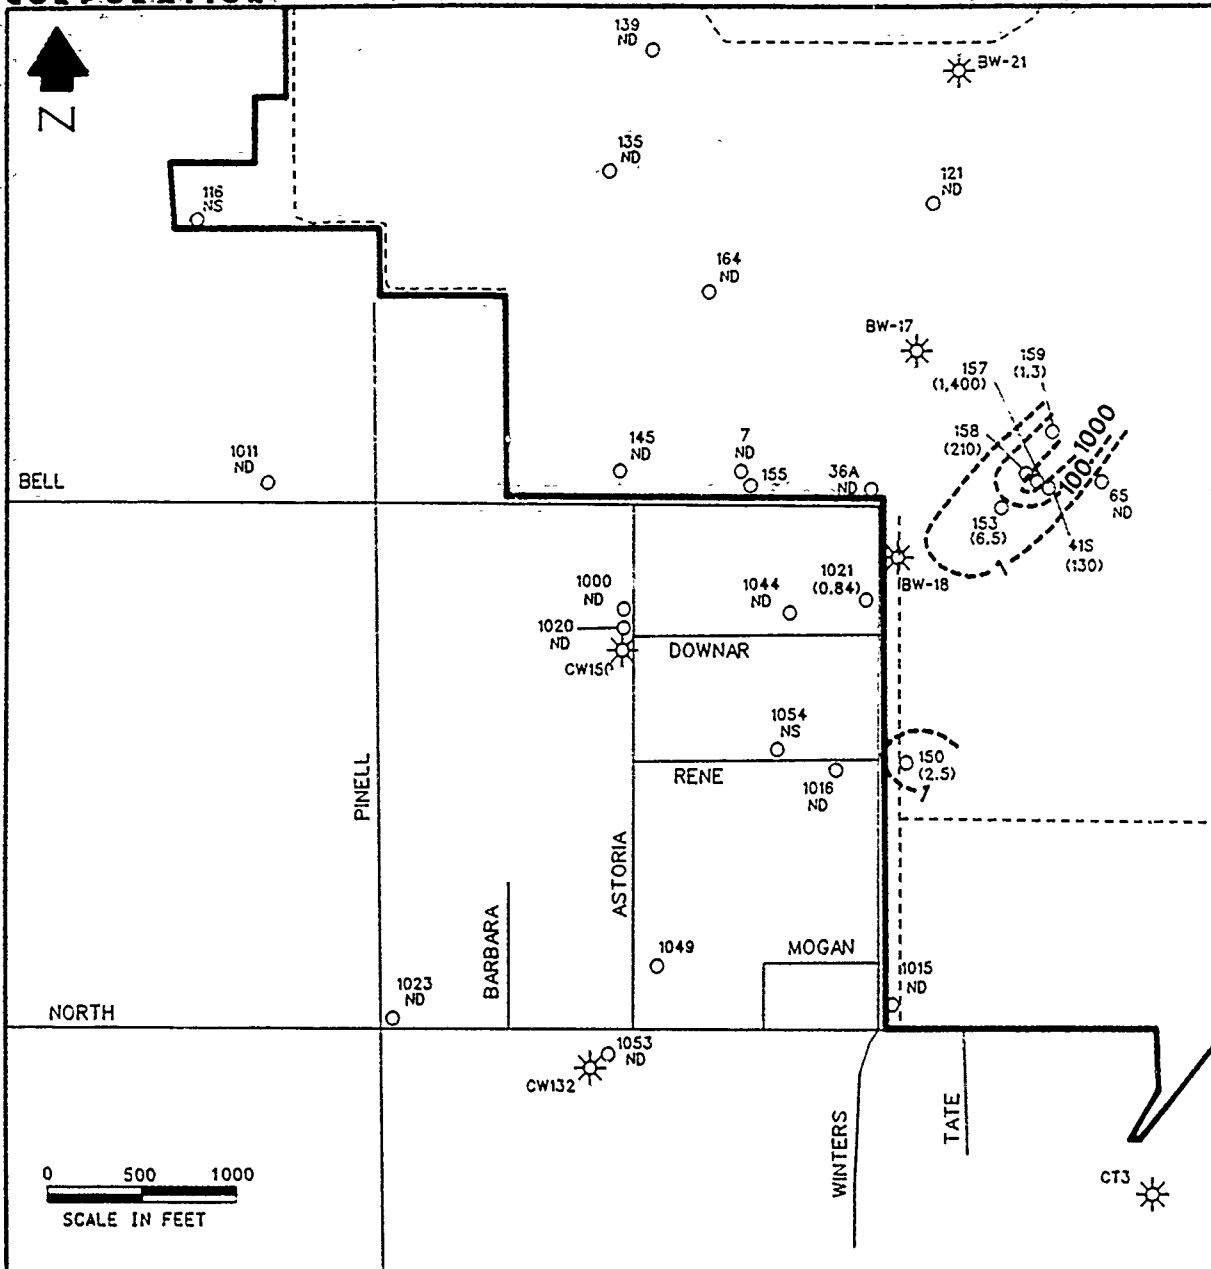 139
ND
BW-21
N
135
ND
121
ND
116
NS
164
ND
BW-17
159
(1.3)
157
(1,400)
1000
158
(210)
145
ND
7
ND
1011
ND
155
36A
ND
100
BELL
65
ND
153
(6.5)
41S
(130)
1
BW-18
1021
(0.84)
1044
ND
1000
ND
1020
ND
DOWNAR
CW150
1054
NS
150
(2.5)
RENE
1
1016
ND
PINELL
ASTORIA
BARBARA
MOGAN
1049
1015
ND
1023
ND
NORTH
1053
ND
CW132
WINTERS
TATE
CT3
0 500 1000
SCALE IN FEET